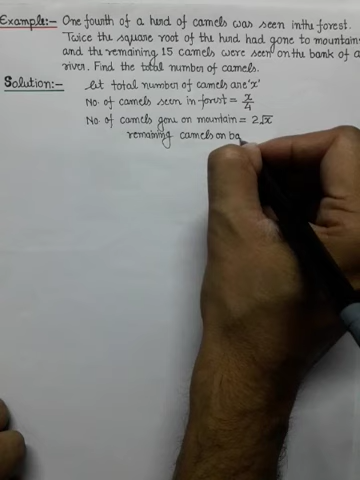 Example:- One fourth of a herd of camels was seen in the forest.
Twice the square root of the herd had gone to mountain
and the remaining 15 camels were seen on the bank of a
river. Find the total number of camels.
Solution:- Let total number of camels are 'x'
No. of camels seen in forest = x/4
No. of camels gone on mountain = 2√x
remaining camels on ba